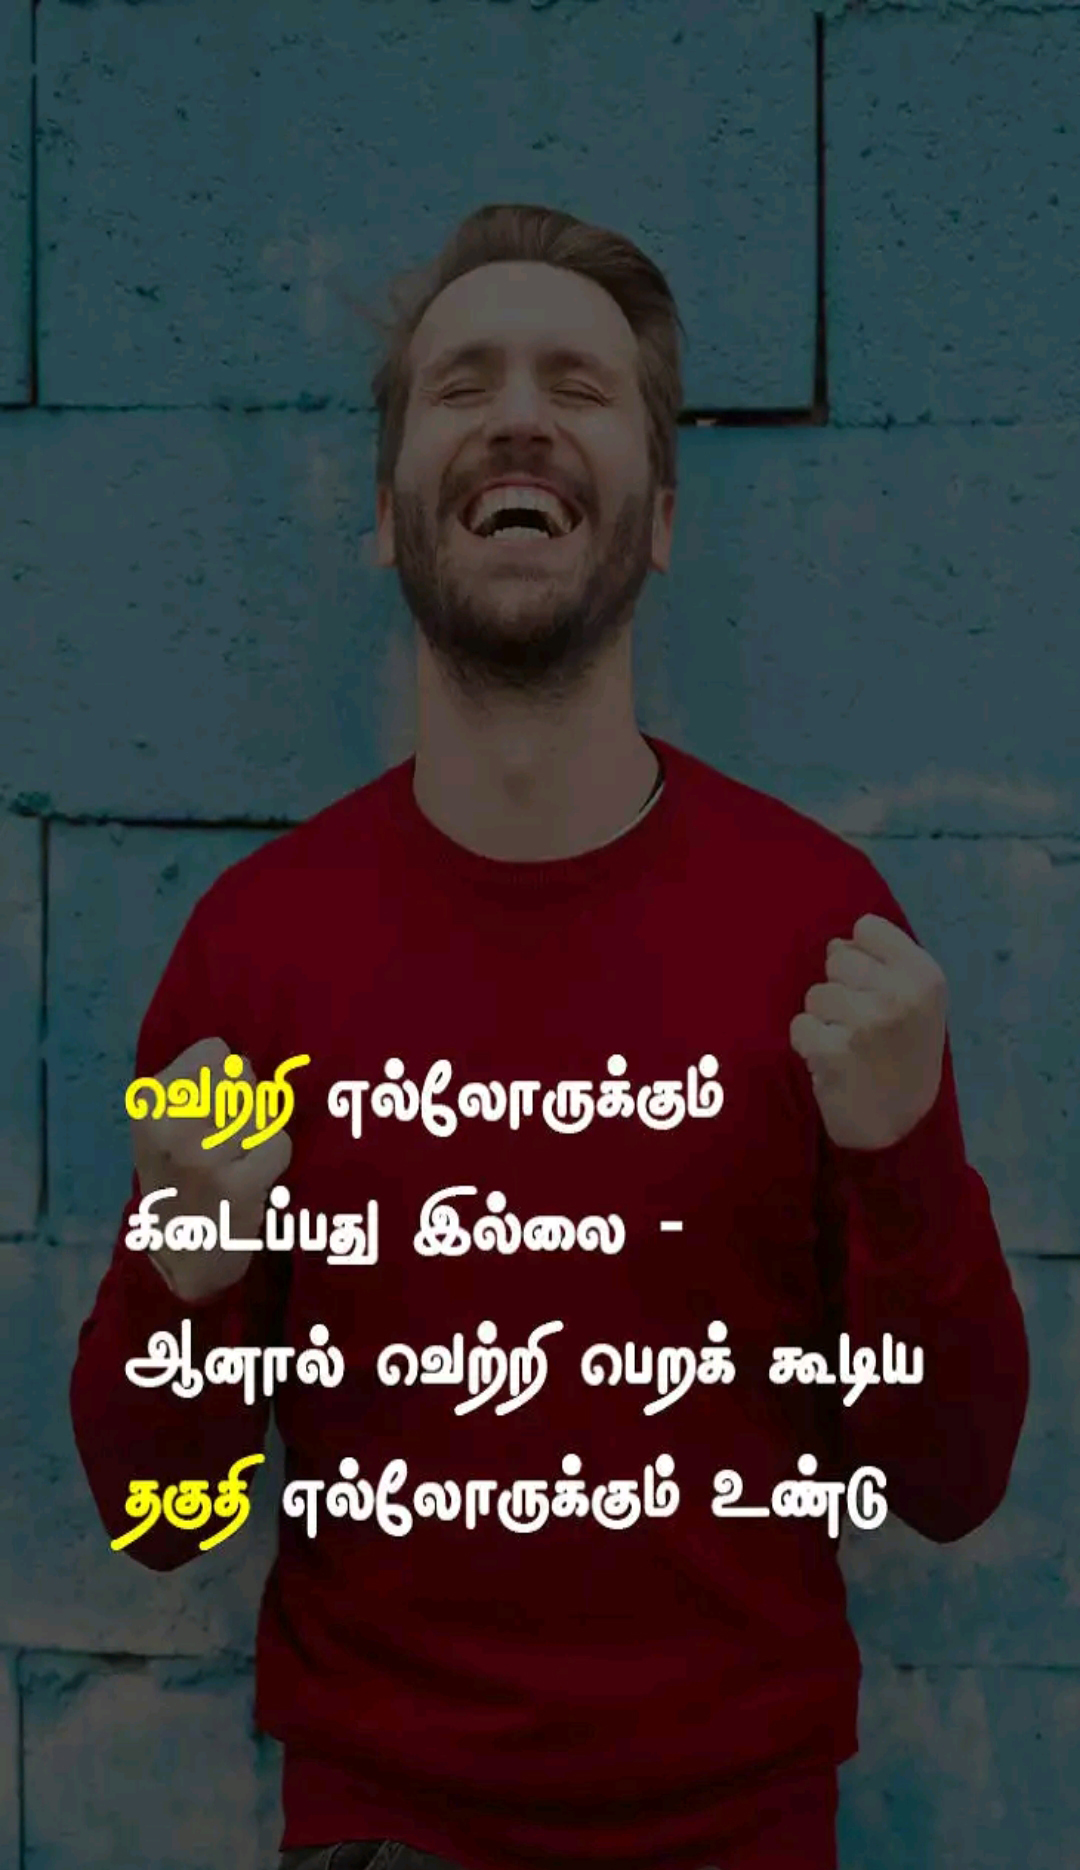 வெற்றி எல்லோருக்கும்
கிடைப்பது இல்லை -
ஆனால் வெற்றி பெறக் கூடிய
தகுதி எல்லோருக்கும் உண்டு